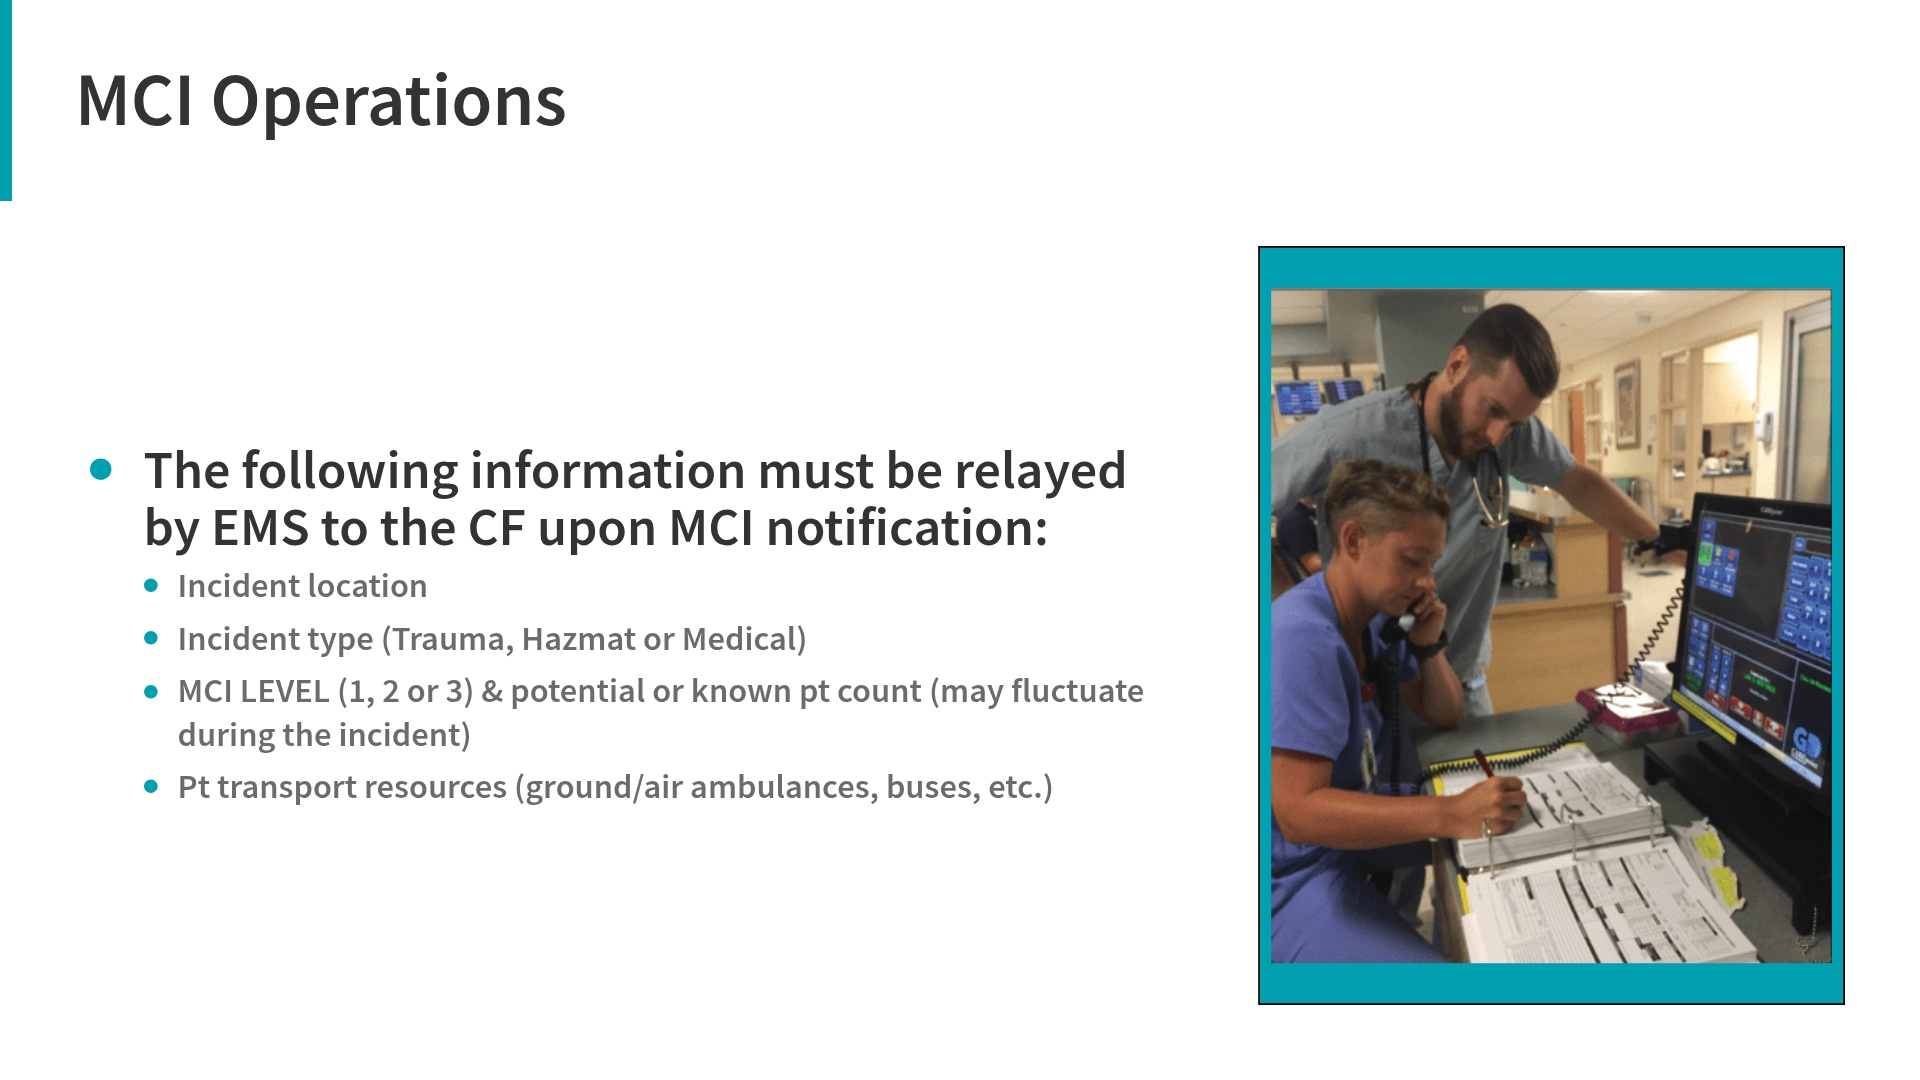 MCI Operations
The following information must be relayed
by EMS to the CF upon MCI notification:
Incident location
Incident type (Trauma, Hazmat or Medical)
MCI LEVEL (1, 2 or 3) & potential or known pt count (may fluctuate
during the incident)
Pt transport resources (ground/air ambulances, buses, etc.)